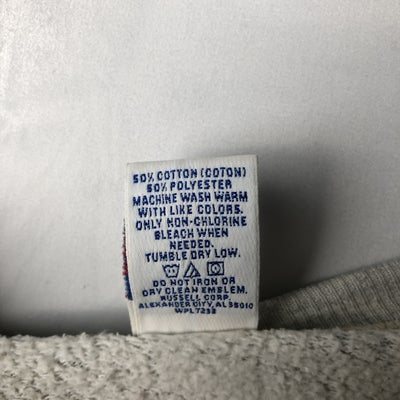 50% COTTON (COTON)
50% POLYESTER
MACHINE WASH WARM
WITH LIKE COLORS.
ONLY NON-CHLORINE
BLEACH WHEN
NEEDED.
TUMBLE DRY LOW.
DO NOT IRON OR
DRY CLEAN EMBLEM.
RUSSELL CORP.
ALEXANDER CITY, AL 35010
WPL7233